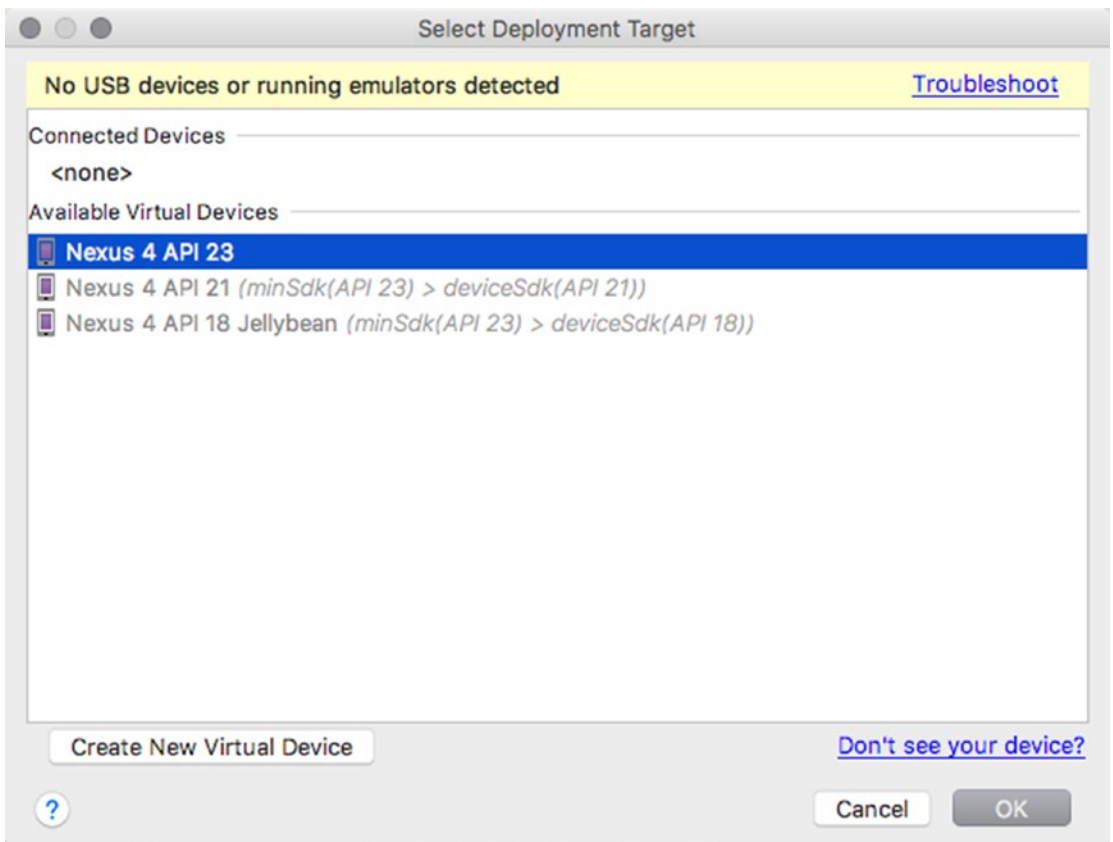 Select Deployment Target
No USB devices or running emulators detected Troubleshoot
Connected Devices
<none>
Available Virtual Devices
Nexus 4 API 23
Nexus 4 API 21 (minSdk(API 23) > deviceSdk(API 21))
Nexus 4 API 18 Jellybean (minSdk(API 23) > deviceSdk(API 18))
Create New Virtual Device Don't see your device?
? Cancel OK